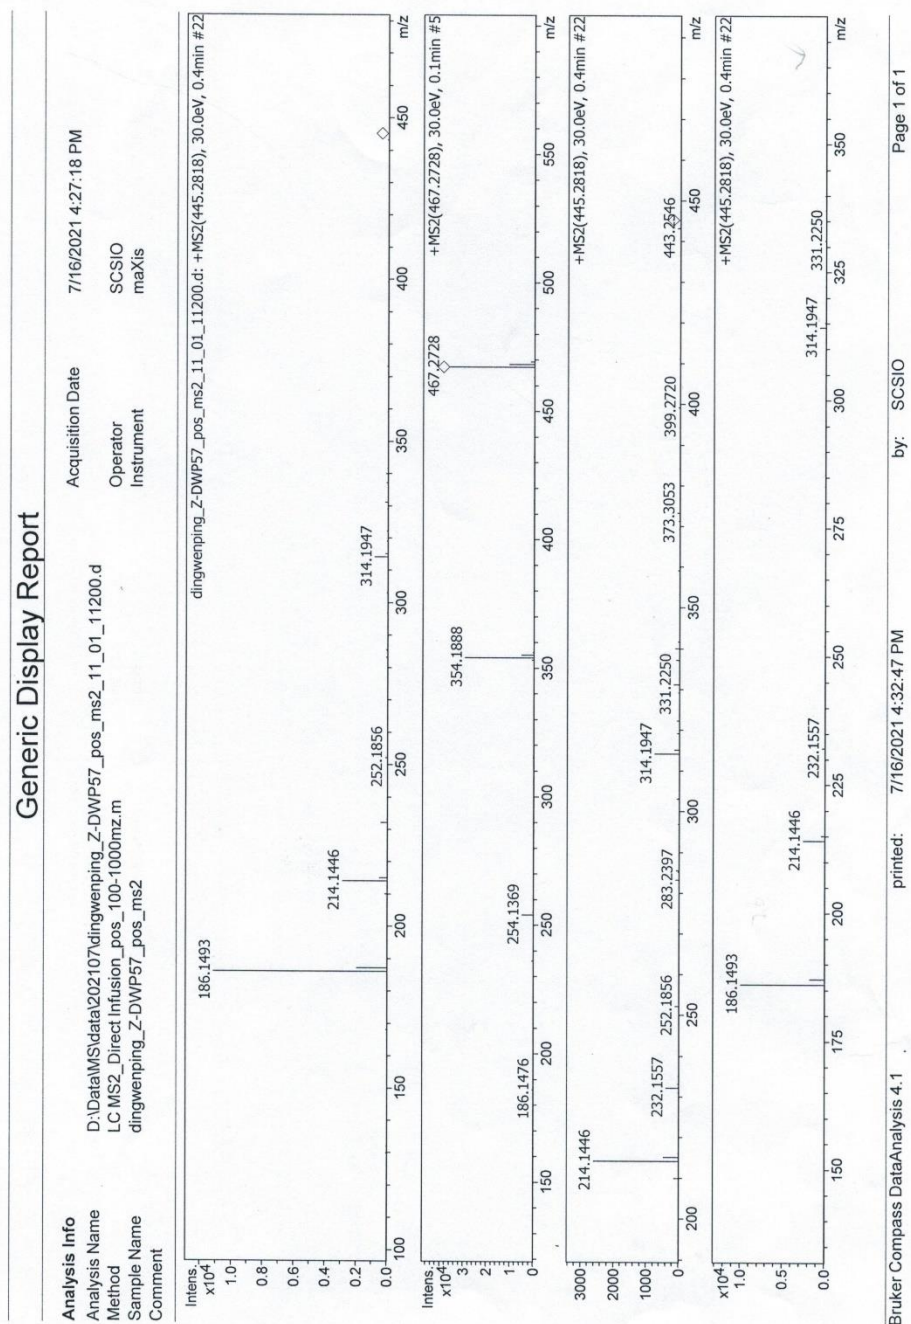 Generic Display Report
Analysis Info
Analysis Name D:\Data\MS\data\202107\dingwenping_Z-DWP57_pos_ms2_11_01_11200.d
Method LC MS2_Direct Infusion_pos_100-1000mz.m
Sample Name dingwenping_Z-DWP57_pos_ms2
Comment
Acquisition Date 7/16/2021 4:27:18 PM
Operator SCSIO
Instrument maXis
Intens.
x10⁴
dingwenping_Z-DWP57_pos_ms2_11_01_11200.d: +MS2(445.2818), 30.0eV, 0.4min #22
1.0
0.8
0.6
0.4
0.2
0.0
186.1493
214.1446
252.1856
314.1947
100 150 200 250 300 350 400 450 m/z
Intens.
x10⁴
+MS2(467.2728), 30.0eV, 0.1min #5
3
2
1
0
186.1476
254.1369
354.1888
467.2728
150 200 250 300 350 400 450 500 550 m/z
+MS2(445.2818), 30.0eV, 0.4min #22
3000
2000
1000
0
214.1446
232.1557
252.1856
283.2397
314.1947
331.2250
373.3053
399.2720
443.2546
200 250 300 350 400 450 m/z
x10⁴
+MS2(445.2818), 30.0eV, 0.4min #22
1.0
0.5
0.0
186.1493
214.1446
232.1557
314.1947
331.2250
150 175 200 225 250 275 300 325 350 m/z
Bruker Compass DataAnalysis 4.1 printed: 7/16/2021 4:32:47 PM by: SCSIO Page 1 of 1